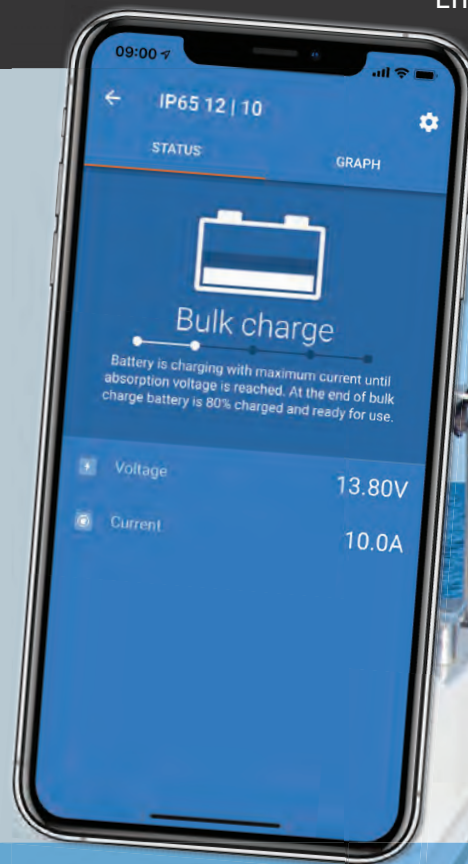 En
09:00
IP65 12 | 10
STATUS
GRAPH
Bulk charge
Battery is charging with maximum current until
absorption voltage is reached. At the end of bulk
charge battery is 80% charged and ready for use.
Voltage
13.80V
Current
10.0A